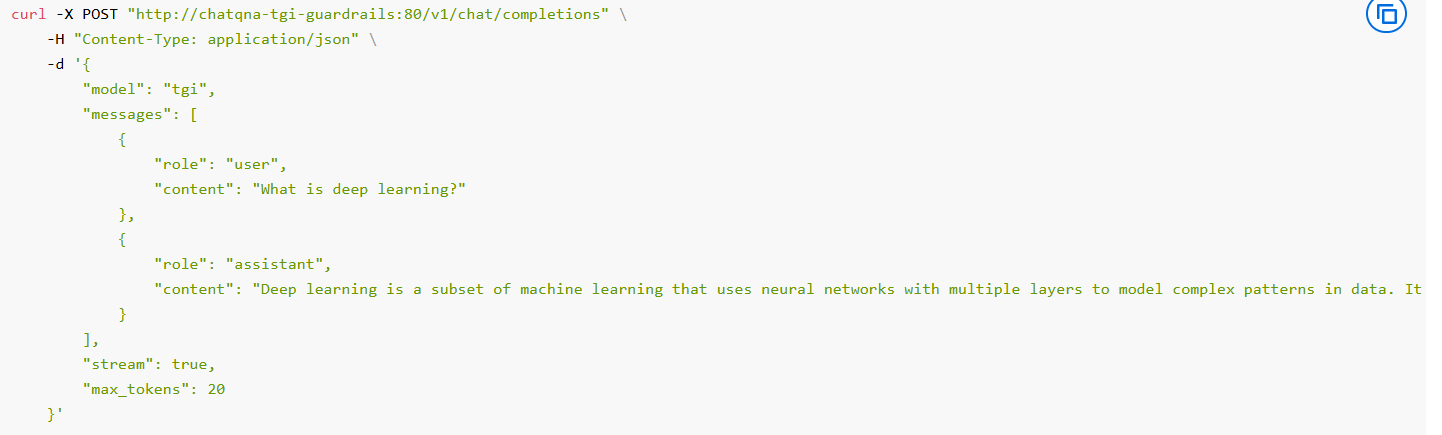 curl -X POST "http://chatqna-tgi-guardrails:80/v1/chat/completions" \
    -H "Content-Type: application/json" \
    -d '{
        "model": "tgi",
        "messages": [
            {
                "role": "user",
                "content": "What is deep learning?"
            },
            {
                "role": "assistant",
                "content": "Deep learning is a subset of machine learning that uses neural networks with multiple layers to model complex patterns in data. It
            }
        ],
        "stream": true,
        "max_tokens": 20
    }'